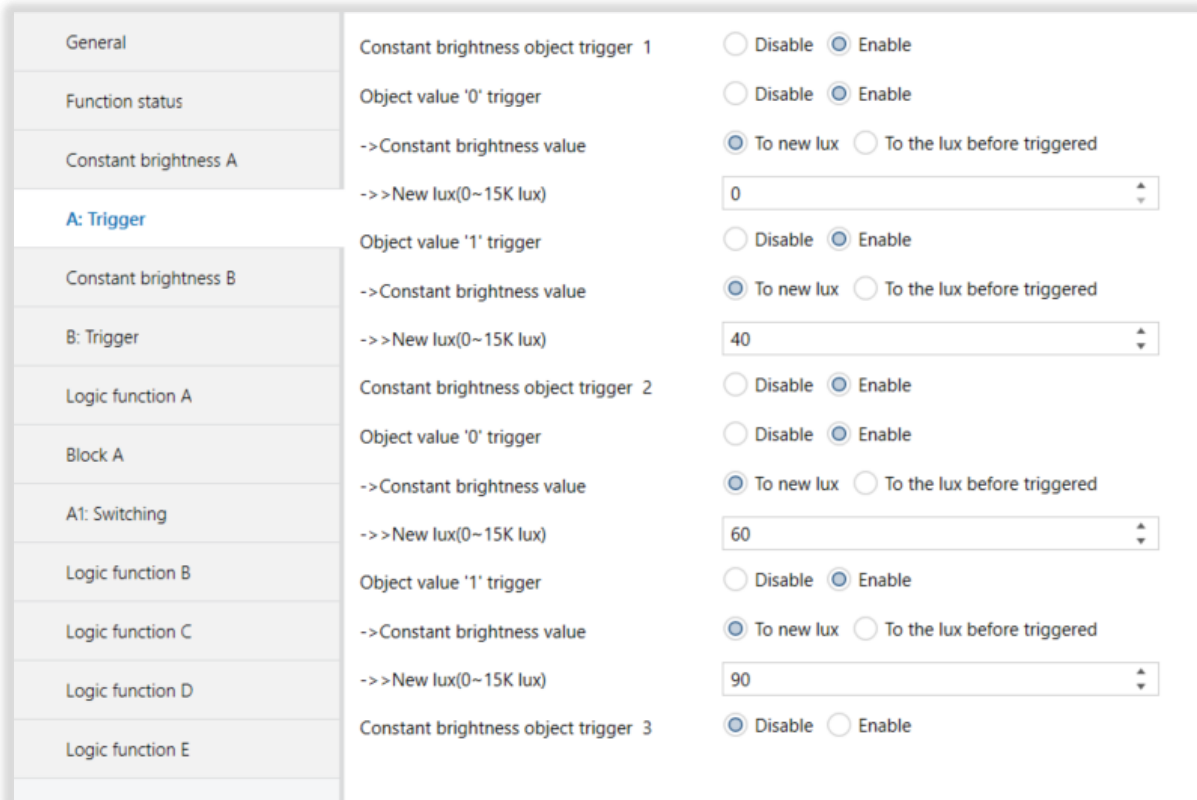 General
Function status
Constant brightness A
A: Trigger
Constant brightness B
B: Trigger
Logic function A
Block A
A1: Switching
Logic function B
Logic function C
Logic function D
Logic function E
Constant brightness object trigger 1 Disable Enable
Object value '0' trigger Disable Enable
->Constant brightness value To new lux To the lux before triggered
->>New lux(0~15K lux) 0
Object value '1' trigger Disable Enable
->Constant brightness value To new lux To the lux before triggered
->>New lux(0~15K lux) 40
Constant brightness object trigger 2 Disable Enable
Object value '0' trigger Disable Enable
->Constant brightness value To new lux To the lux before triggered
->>New lux(0~15K lux) 60
Object value '1' trigger Disable Enable
->Constant brightness value To new lux To the lux before triggered
->>New lux(0~15K lux) 90
Constant brightness object trigger 3 Disable Enable